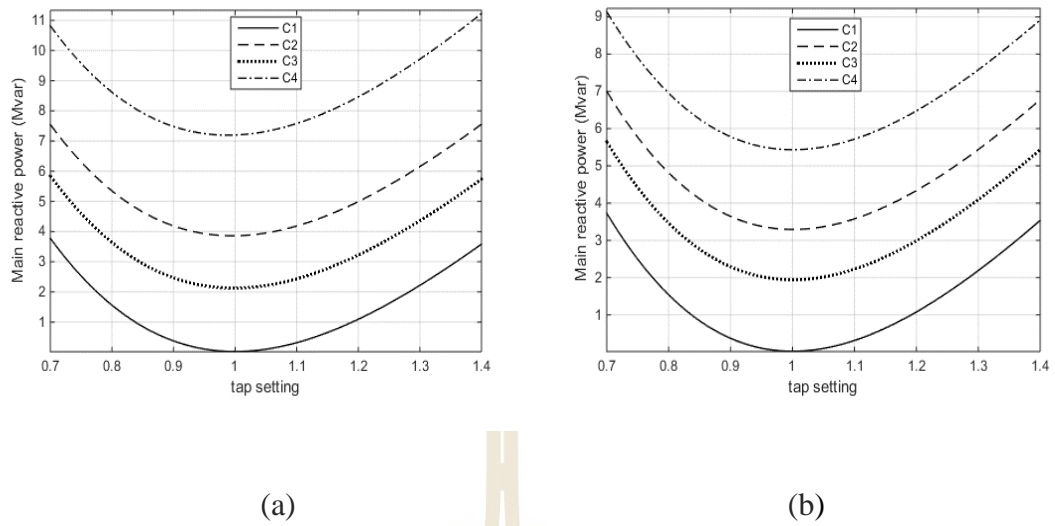 Main reactive power (Mvar)
11
10
9
8
7
6
5
4
3
2
1
C1
C2
C3
C4
0.7
0.8
0.9
1
1.1
1.2
1.3
1.4
tap setting
(a)
Main reactive power (Mvar)
9
8
7
6
5
4
3
2
1
C1
C2
C3
C4
0.7
0.8
0.9
1
1.1
1.2
1.3
1.4
tap setting
(b)